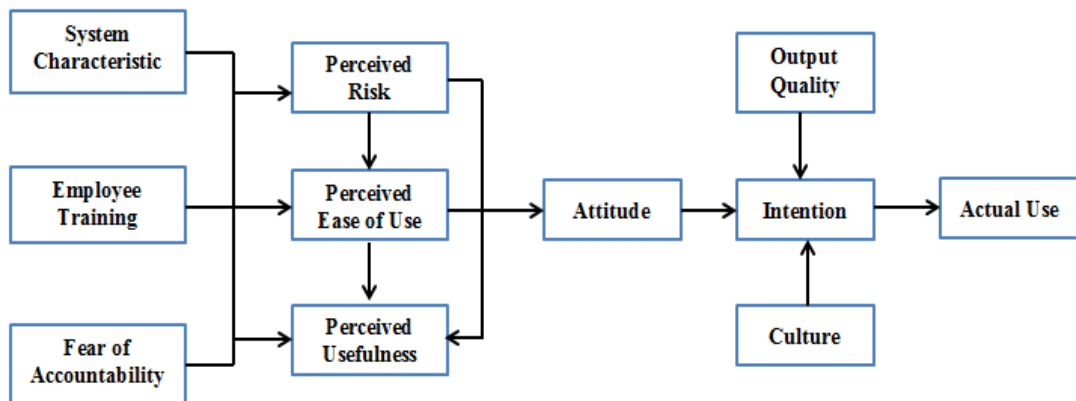 System
Characteristic
Employee
Training
Fear of
Accountability
Perceived
Risk
Perceived
Ease of Use
Perceived
Usefulness
Attitude
Output
Quality
Intention
Culture
Actual Use